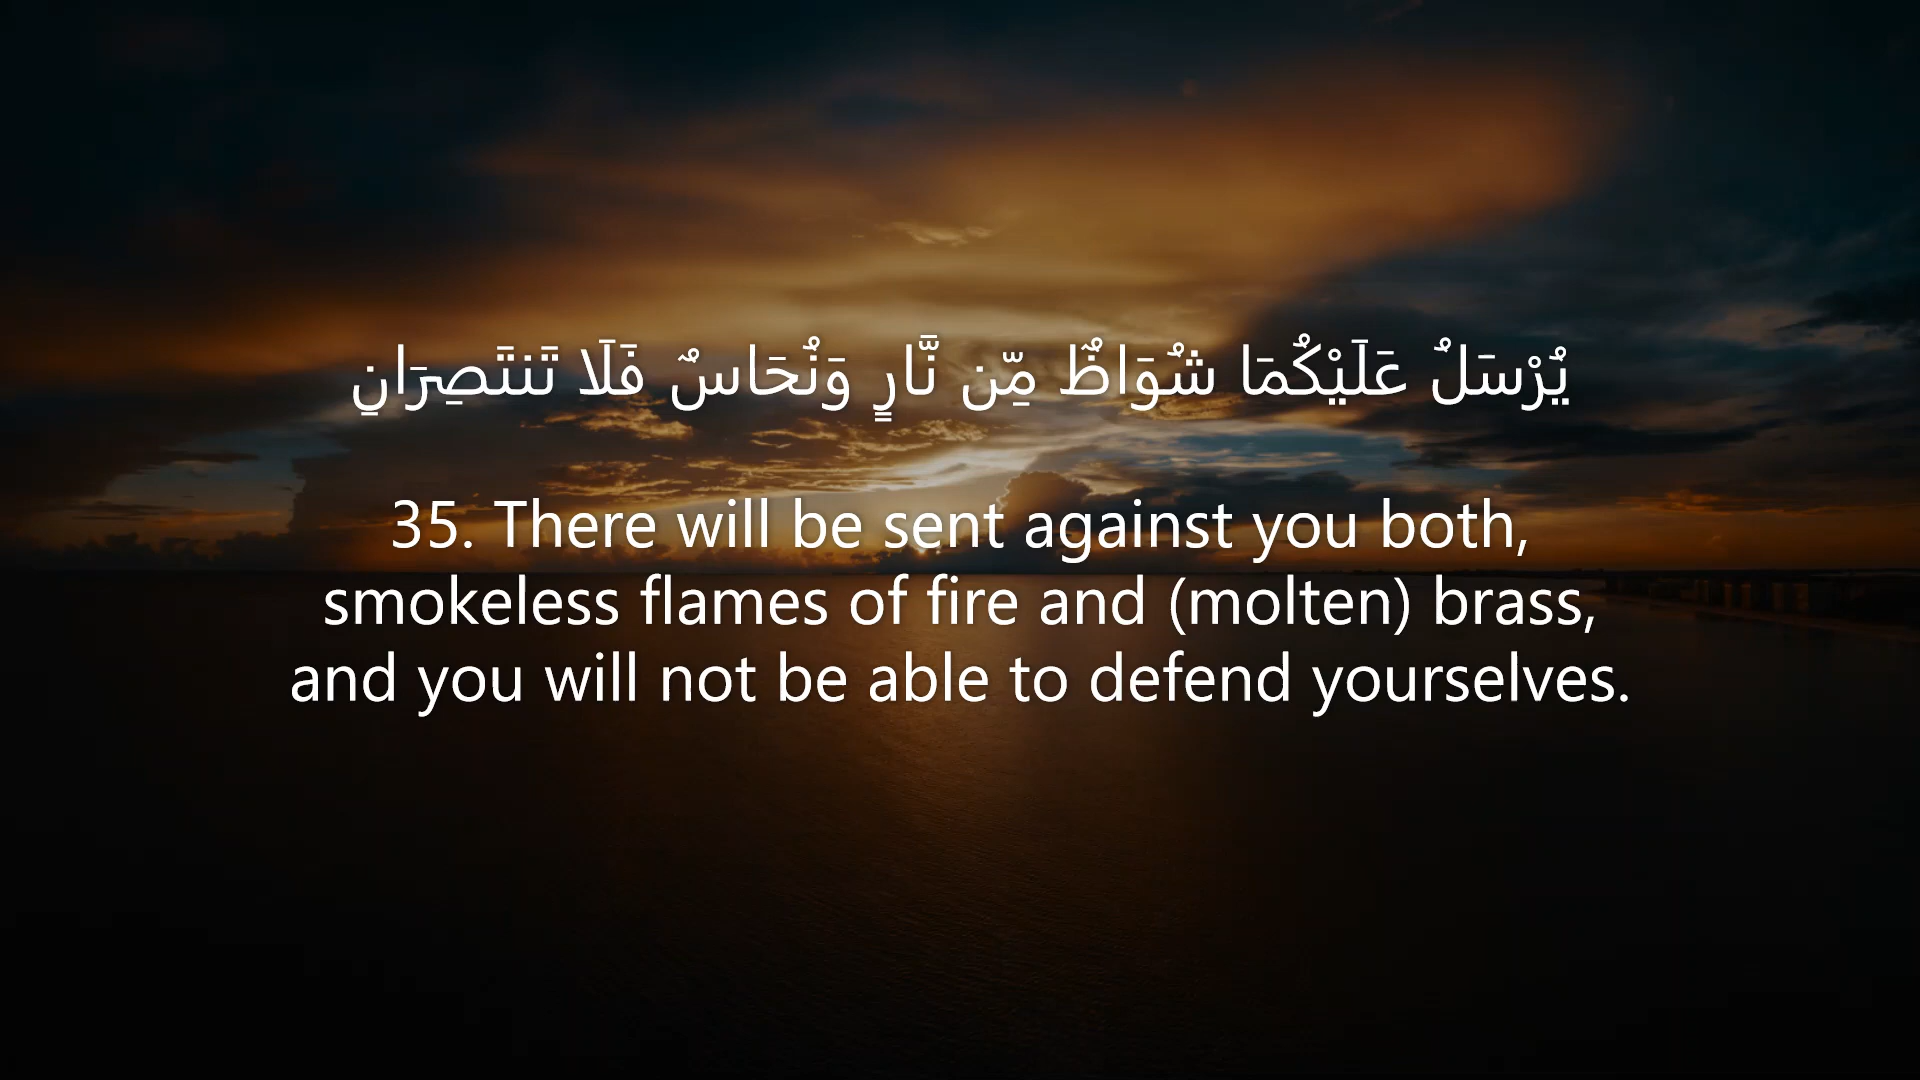 يُرْسَلُ عَلَيْكُمَا شُوَاظٌ مِّن نَّارٍ وَنُحَاسٌ فَلَا تَنتَصِرَانِ
35. There will be sent against you both,
smokeless flames of fire and (molten) brass,
and you will not be able to defend yourselves.